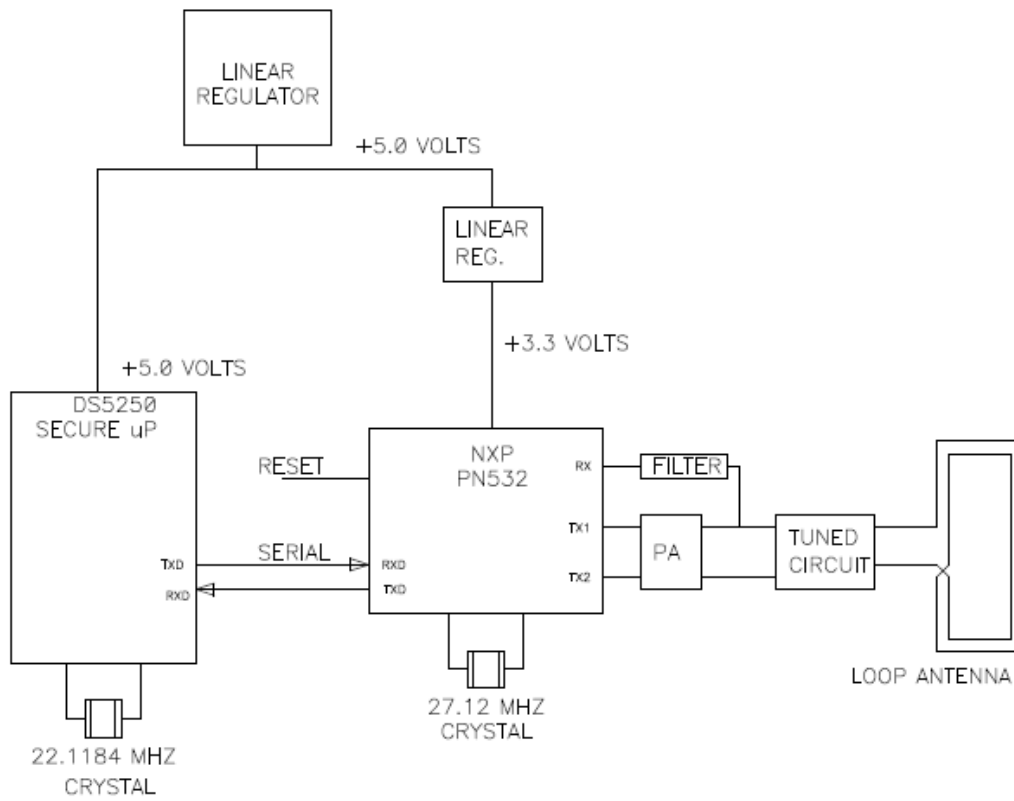 LINEAR
REGULATOR
+5.0 VOLTS
LINEAR
REG.
+3.3 VOLTS
+5.0 VOLTS
DS5250
SECURE uP
TXD
RXD
22.1184 MHZ
CRYSTAL
RESET
SERIAL
NXP
PN532
RXD
TXD
RX
TX1
TX2
27.12 MHZ
CRYSTAL
FILTER
PA
TUNED
CIRCUIT
LOOP ANTENNA